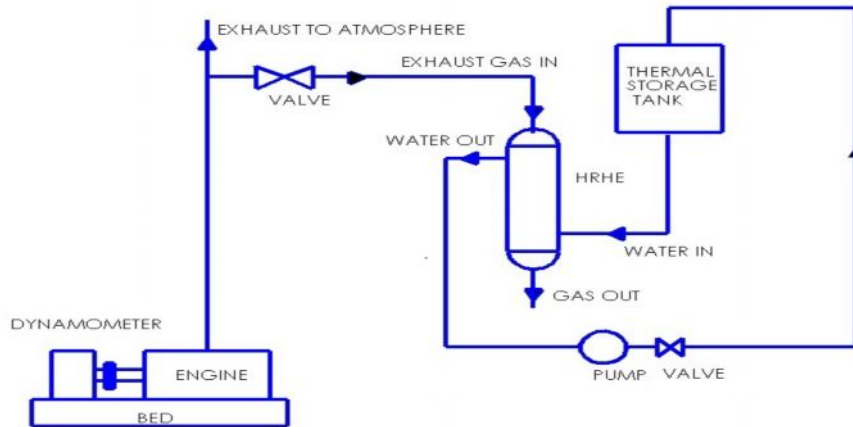 EXHAUST TO ATMOSPHERE
EXHAUST GAS IN
VALVE
THERMAL
STORAGE
TANK
WATER OUT
HRHE
WATER IN
GAS OUT
DYNAMOMETER
ENGINE
PUMP
VALVE
BED